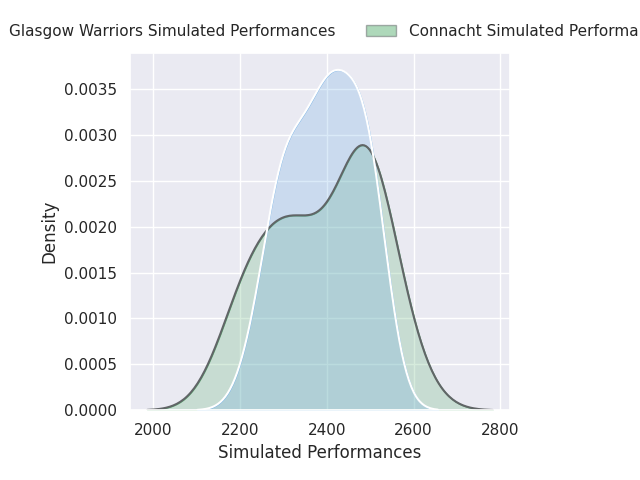 Glasgow Warriors Simulated Performances
Connacht Simulated Performa
0.0035
0.0030
0.0025
0.0020
0.0015
0.0010
0.0005
0.0000
Density
2000 2200 2400 2600 2800
Simulated Performances